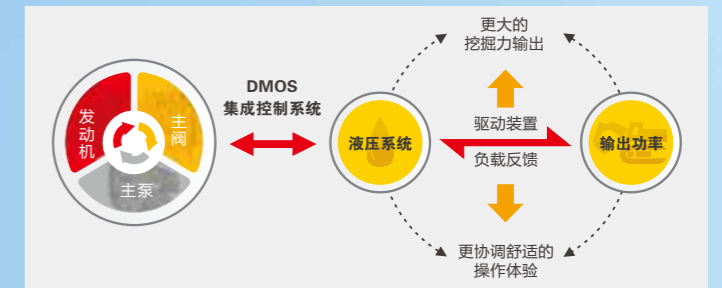 更大的
挖掘力输出
DMOS
集成控制系统
发动机
主阀
主泵
液压系统
驱动装置
负载反馈
输出功率
更协调舒适的
操作体验